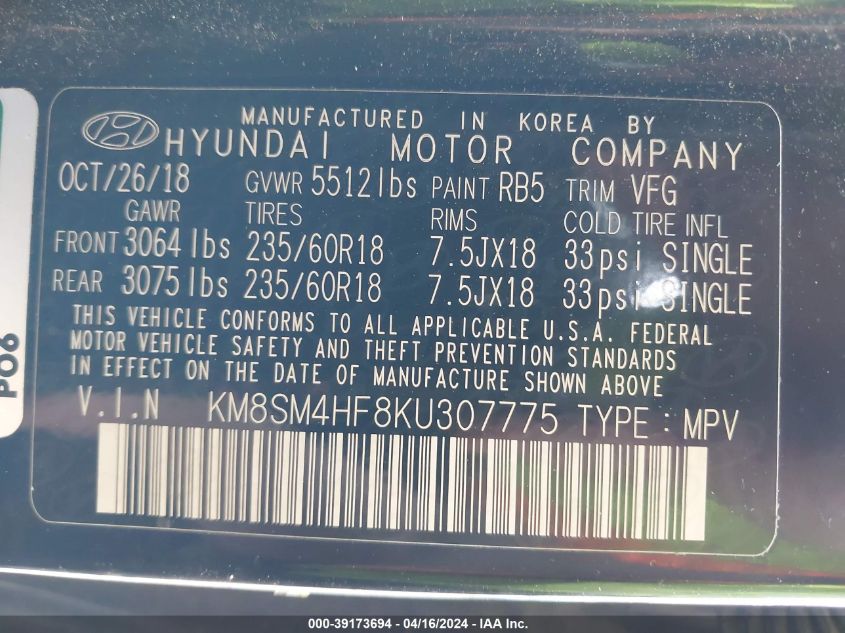 MANUFACTURED IN KOREA BY
HYUNDAI MOTOR COMPANY
OCT/26/18 GVWR 5512lbs PAINT RB5 TRIM VFG
GAWR TIRES RIMS COLD TIRE INFL
FRONT 3064lbs 235/60R18 7.5JX18 33psi SINGLE
REAR 3075lbs 235/60R18 7.5JX18 33psi SINGLE
THIS VEHICLE CONFORMS TO ALL APPLICABLE U.S.A. FEDERAL
MOTOR VEHICLE SAFETY AND THEFT PREVENTION STANDARDS
IN EFFECT ON THE DATE OF MANUFACTURE SHOWN ABOVE
V.I.N KM8SM4HF8KU307775 TYPE : MPV
P06
000-39173694 - 04/16/2024 - IAAI INC.